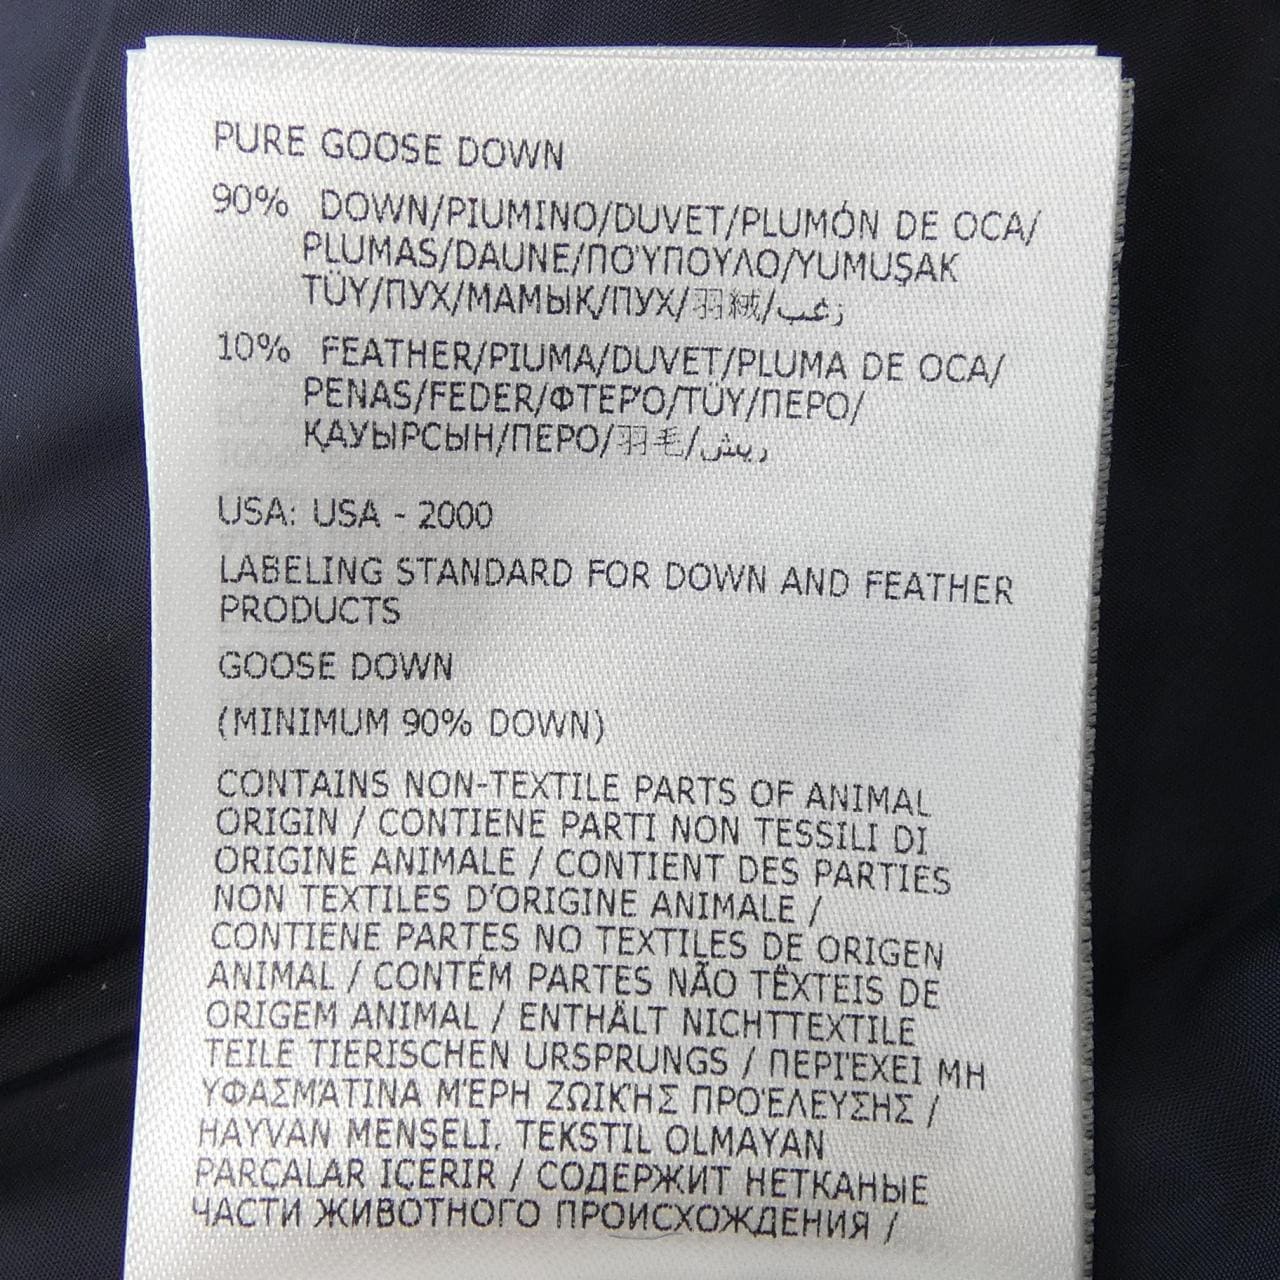 PURE GOOSE DOWN
90% DOWN/PIUMINO/DUVET/PLUMÓN DE OCA/
PLUMAS/DAUNE/ΠΟΎΠΟΥΛΟ/YUMUŞAK
TÜY/ПУХ/МАМЫҚ/ПУХ/羽絨/زغب
10% FEATHER/PIUMA/DUVET/PLUMA DE OCA/
PENAS/FEDER/ΦΤΕΡΌ/TÜY/ПЕРО/
ҚАУЫРСЫН/ПЕРО/羽毛/ريش
USA: USA - 2000
LABELING STANDARD FOR DOWN AND FEATHER
PRODUCTS
GOOSE DOWN
(MINIMUM 90% DOWN)
CONTAINS NON-TEXTILE PARTS OF ANIMAL
ORIGIN / CONTIENE PARTI NON TESSILI DI
ORIGINE ANIMALE / CONTIENT DES PARTIES
NON TEXTILES D'ORIGINE ANIMALE /
CONTIENE PARTES NO TEXTILES DE ORIGEN
ANIMAL / CONTÉM PARTES NÃO TËXTEIS DE
ORIGEM ANIMAL / ENTHÄLT NICHTTEXTILE
TEILE TIERISCHEN URSPRUNGS / ΠΕΡΙΈΧΕΙ ΜΗ
ΥΦΑΣΜΆΤΙΝΑ ΜΈΡΗ ΖΩΙΚΉΣ ΠΡΟΈΛΕΥΣΗΣ /
HAYVAN MENŞELI. TEKSTIL OLMAYAN
PARÇALAR IÇERIR / СОДЕРЖИТ НЕТКАНЫЕ
ЧАСТИ ЖИВОТНОГО ПРОИСХОЖДЕНИЯ /